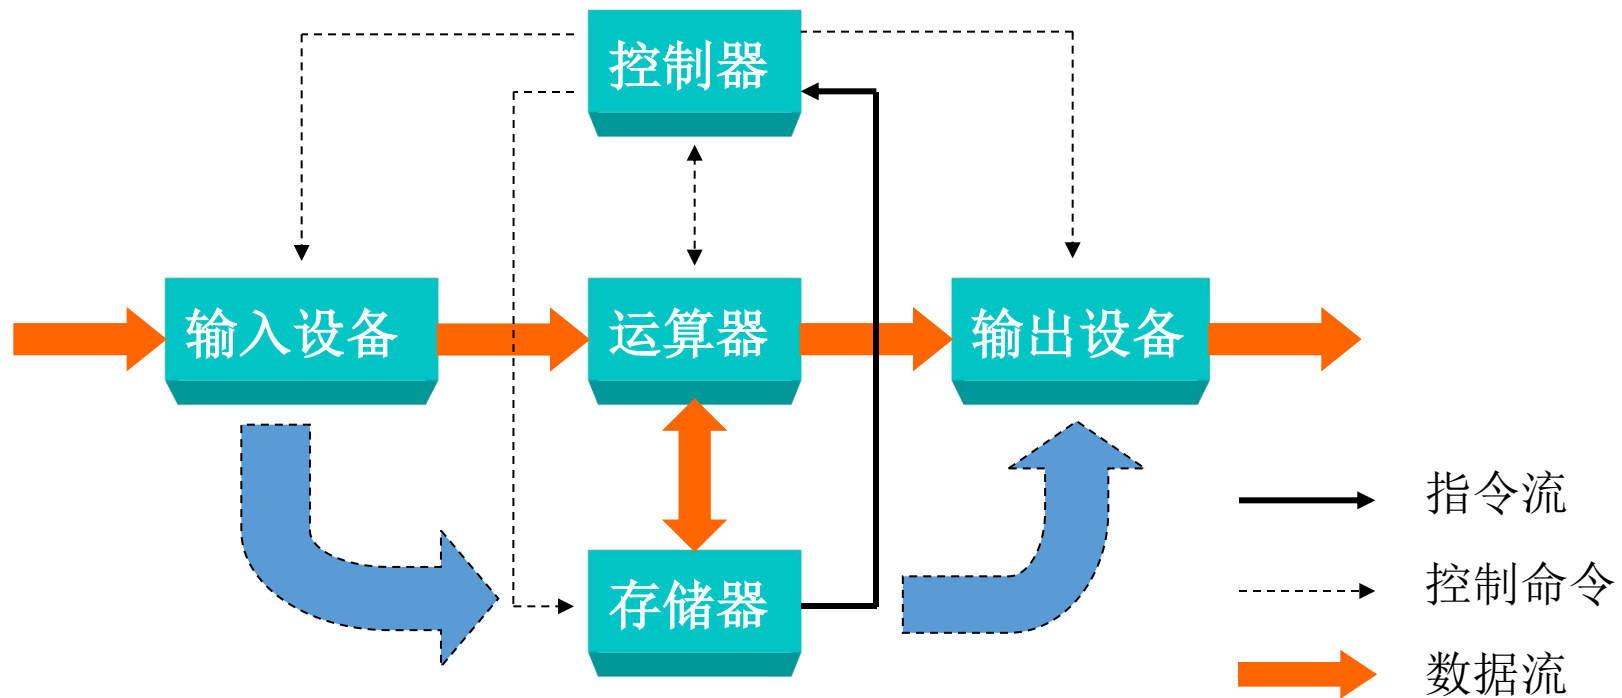 控制器
输入设备
运算器
输出设备
存储器
指令流
控制命令
数据流